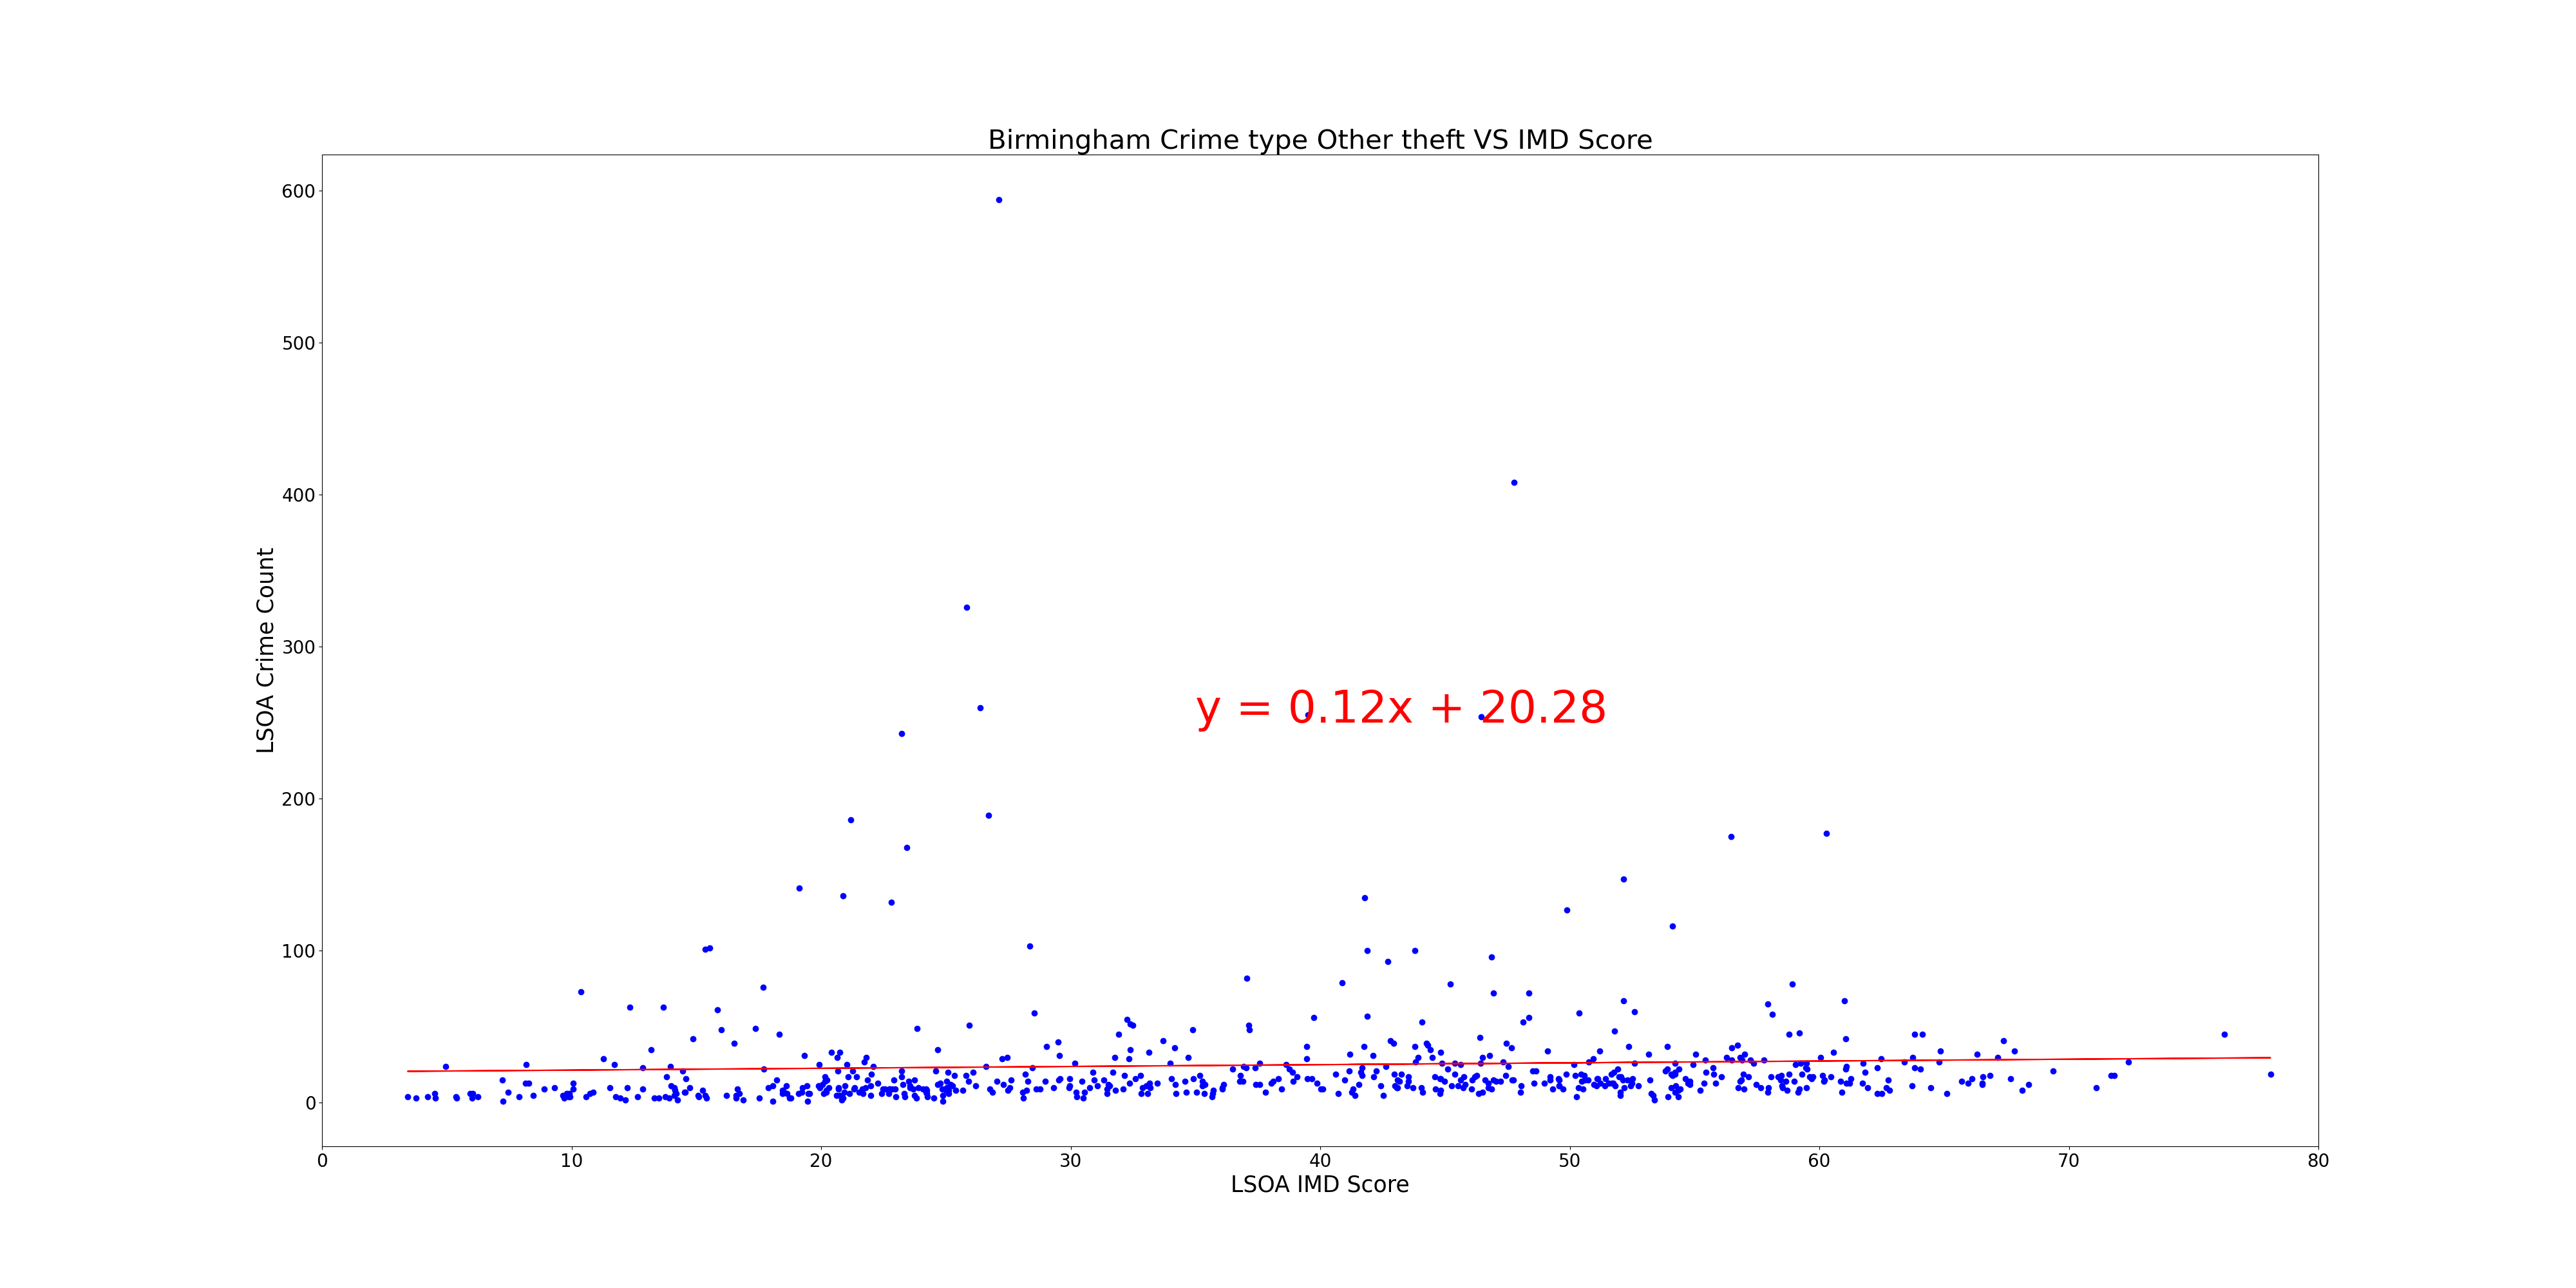 Birmingham Crime type Other theft VS IMD Score
600
500
400
300
200
100
0
LSOA Crime Count
y = 0.12x + 20.28
0 10 20 30 40 50 60 70 80
LSOA IMD Score